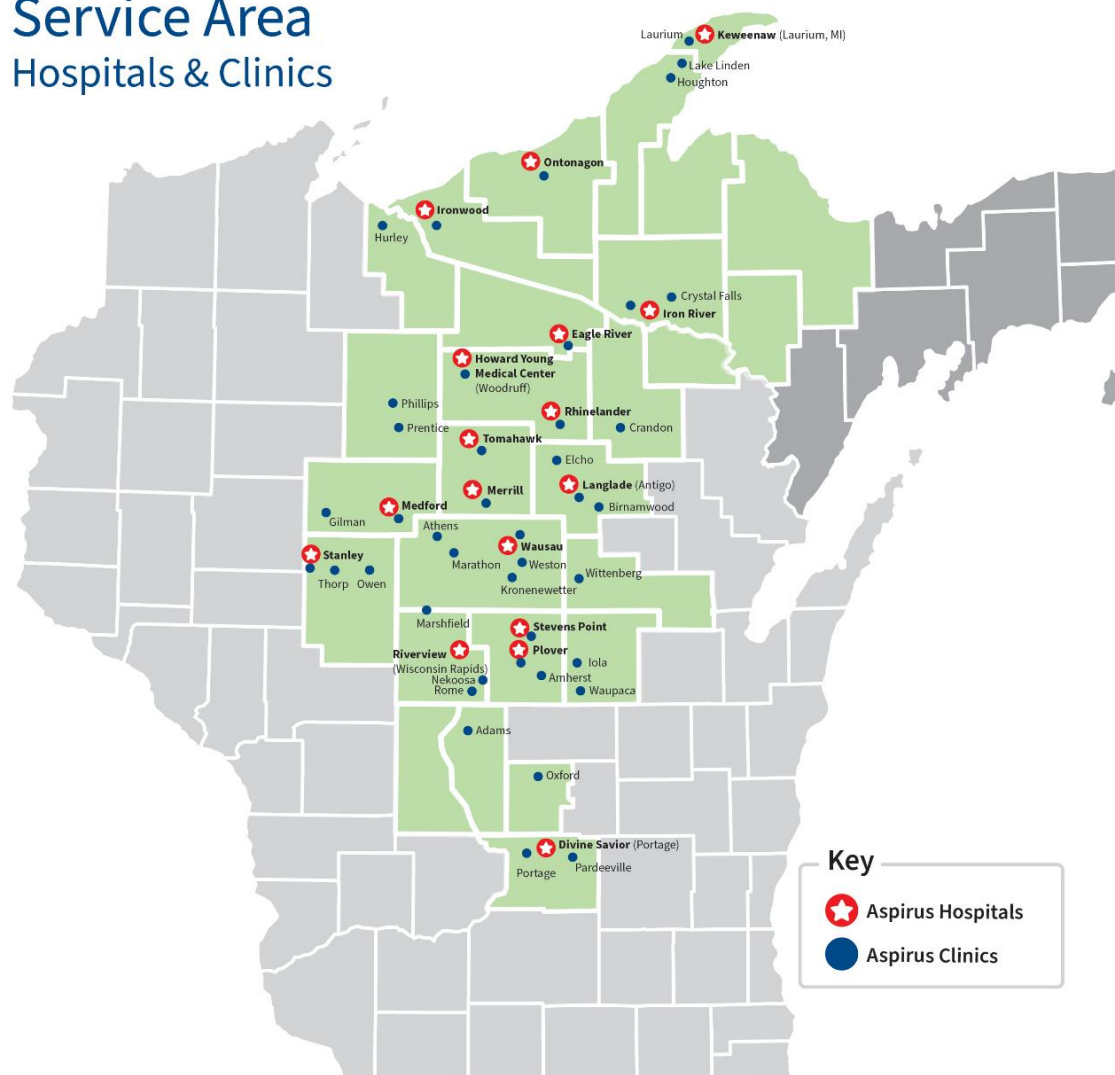 Service Area
Hospitals & Clinics
Laurium
Keweenaw (Laurium, MI)
Lake Linden
Houghton
Ontonagon
Ironwood
Hurley
Crystal Falls
Iron River
Eagle River
Howard Young
Medical Center
(Woodruff)
Phillips
Rhinelander
Prentice
Crandon
Tomahawk
Elcho
Langlade (Antigo)
Merrill
Medford
Birnamwood
Gilman
Athens
Wausau
Stanley
Marathon
Weston
Wittenberg
Thorp
Owen
Kronenewetter
Marshfield
Stevens Point
Riverview
(Wisconsin Rapids)
Plover
Iola
Nekoosa
Amherst
Rome
Waupaca
Adams
Oxford
Divine Savior (Portage)
Portage
Pardeeville
Key
Aspirus Hospitals
Aspirus Clinics